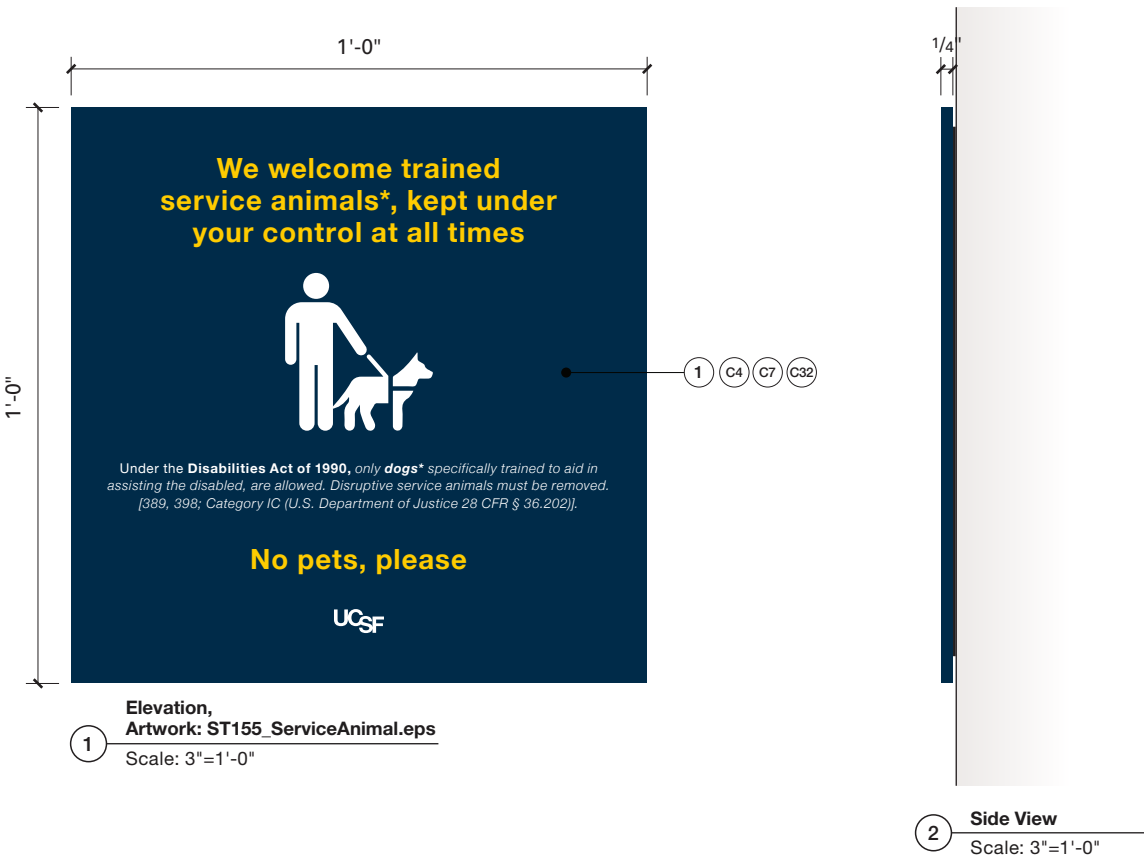 1'-0"
1/4"
We welcome trained
service animals*, kept under
your control at all times
1'-0"
1 C4 C7 C32
Under the Disabilities Act of 1990, only dogs* specifically trained to aid in
assisting the disabled, are allowed. Disruptive service animals must be removed.
[389, 398; Category IC (U.S. Department of Justice 28 CFR § 36.202)].
No pets, please
UCSF
1
Elevation,
Artwork: ST155_ServiceAnimal.eps
Scale: 3"=1'-0"
2
Side View
Scale: 3"=1'-0"